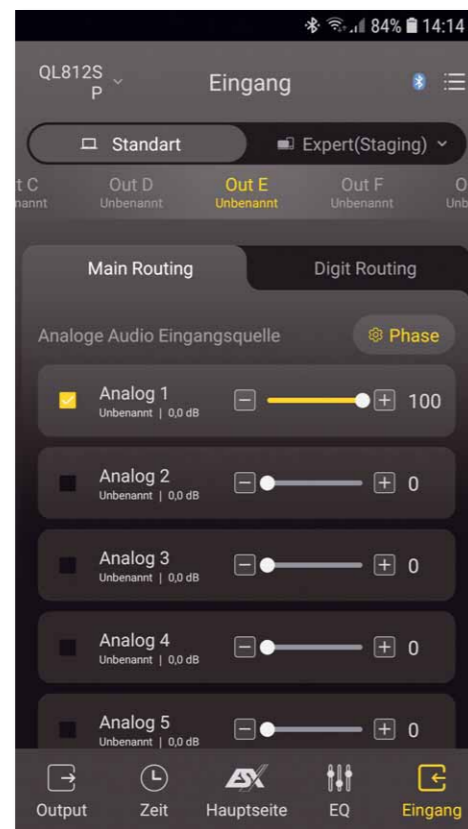 84% 14:14
QL812S
P
Eingang
Standart
Expert(Staging)
t C Out D Out E Out F O
nannt Unbenannt Unbenannt Unbenannt Unb
Main Routing Digit Routing
Analoge Audio Eingangsquelle Phase
Analog 1
Unbenannt | 0,0 dB
100
Analog 2
Unbenannt | 0,0 dB
0
Analog 3
Unbenannt | 0,0 dB
0
Analog 4
Unbenannt | 0,0 dB
0
Analog 5
Unbenannt | 0,0 dB
0
ESX
Output Zeit Hauptseite EQ Eingang